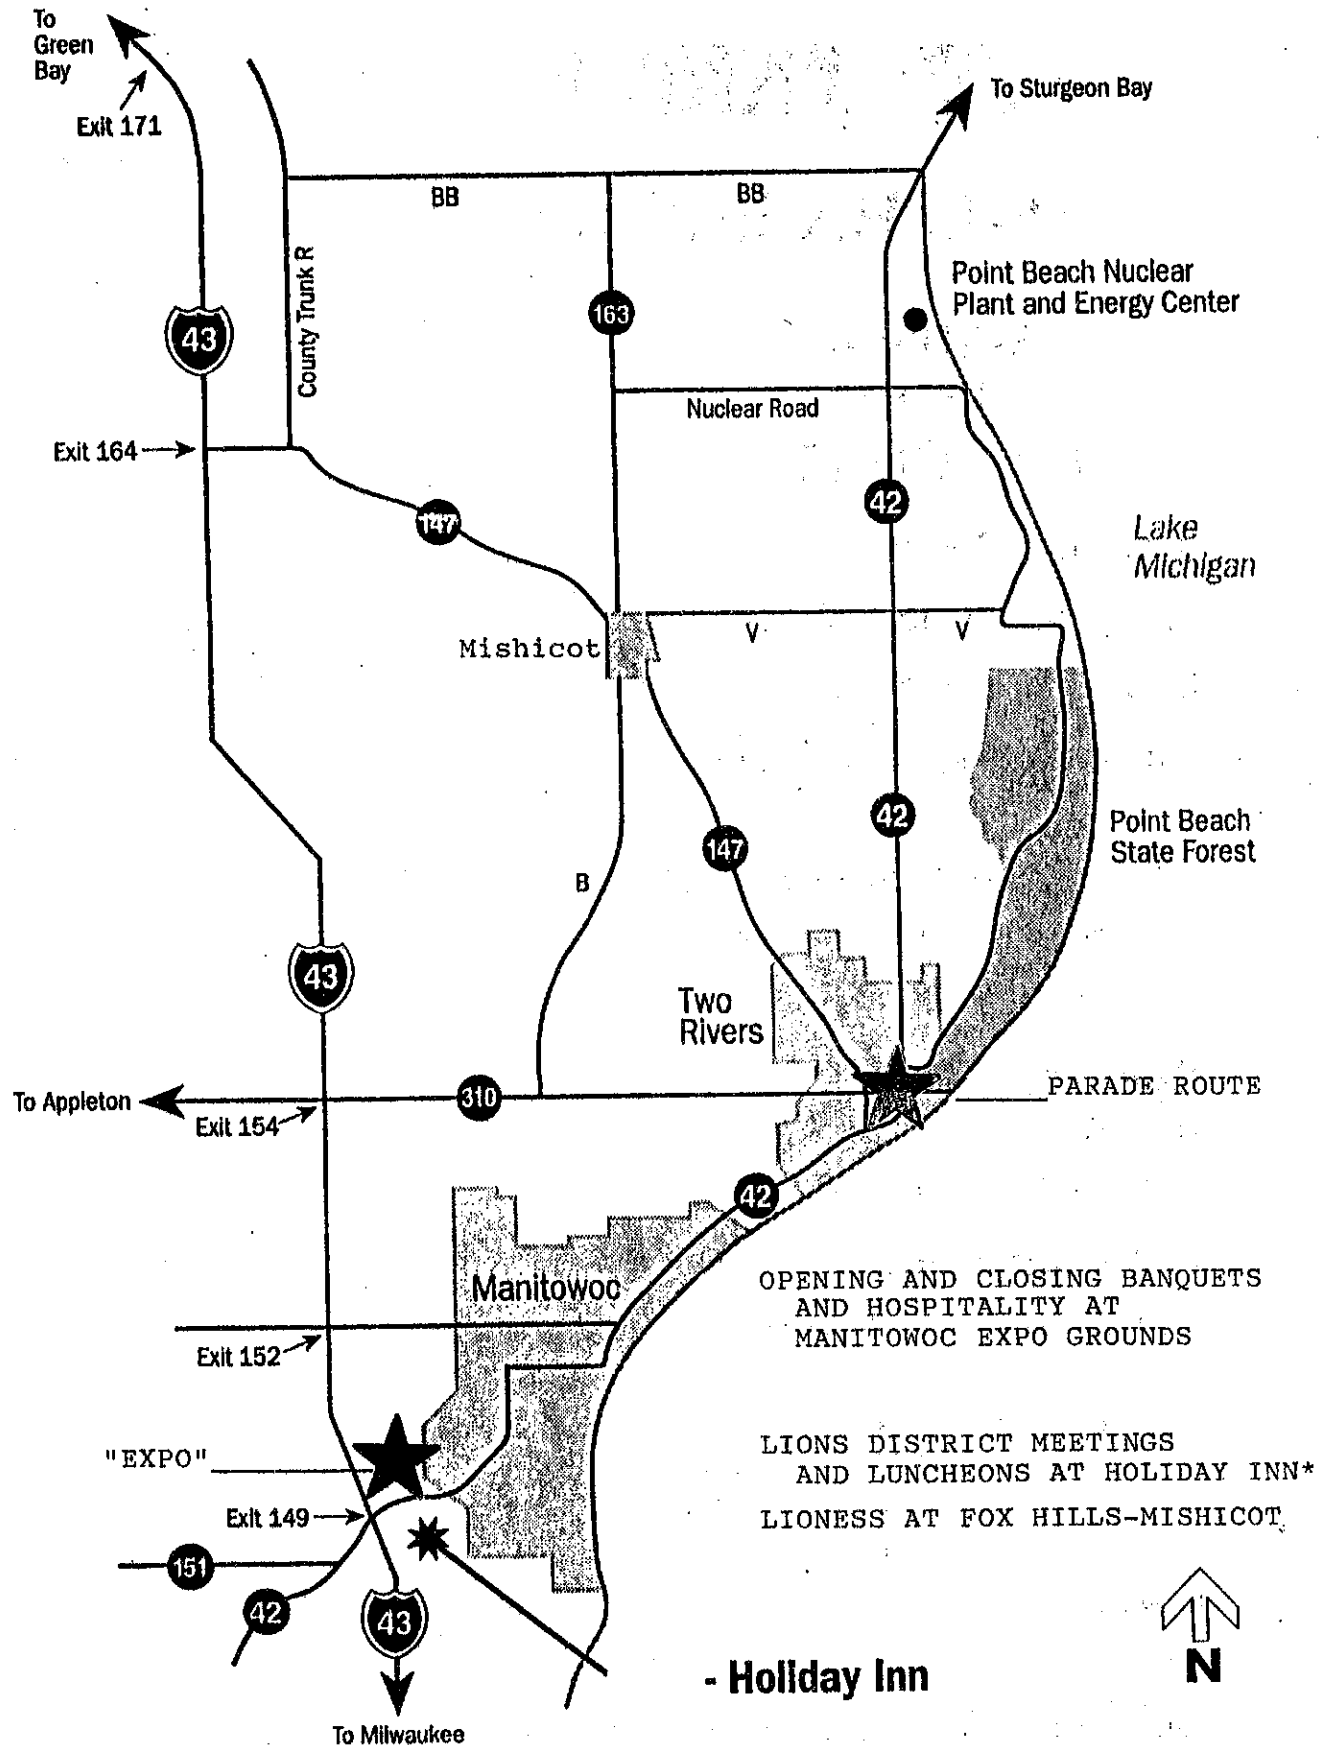 To
Green
Bay
Exit 171
To Sturgeon Bay
BB
BB
County Trunk R
43
163
Point Beach Nuclear
Plant and Energy Center
Nuclear Road
Exit 164
147
42
Lake
Michigan
Mishicot
V
V
42
147
Point Beach
State Forest
B
43
Two
Rivers
To Appleton
310
PARADE ROUTE
Exit 154
42
Manitowoc
OPENING AND CLOSING BANQUETS
AND HOSPITALITY AT
MANITOWOC EXPO GROUNDS
Exit 152
"EXPO"
LIONS DISTRICT MEETINGS
AND LUNCHEONS AT HOLIDAY INN*
LIONESS AT FOX HILLS-MISHICOT
Exit 149
151
42
43
- Holiday Inn
N
To Milwaukee